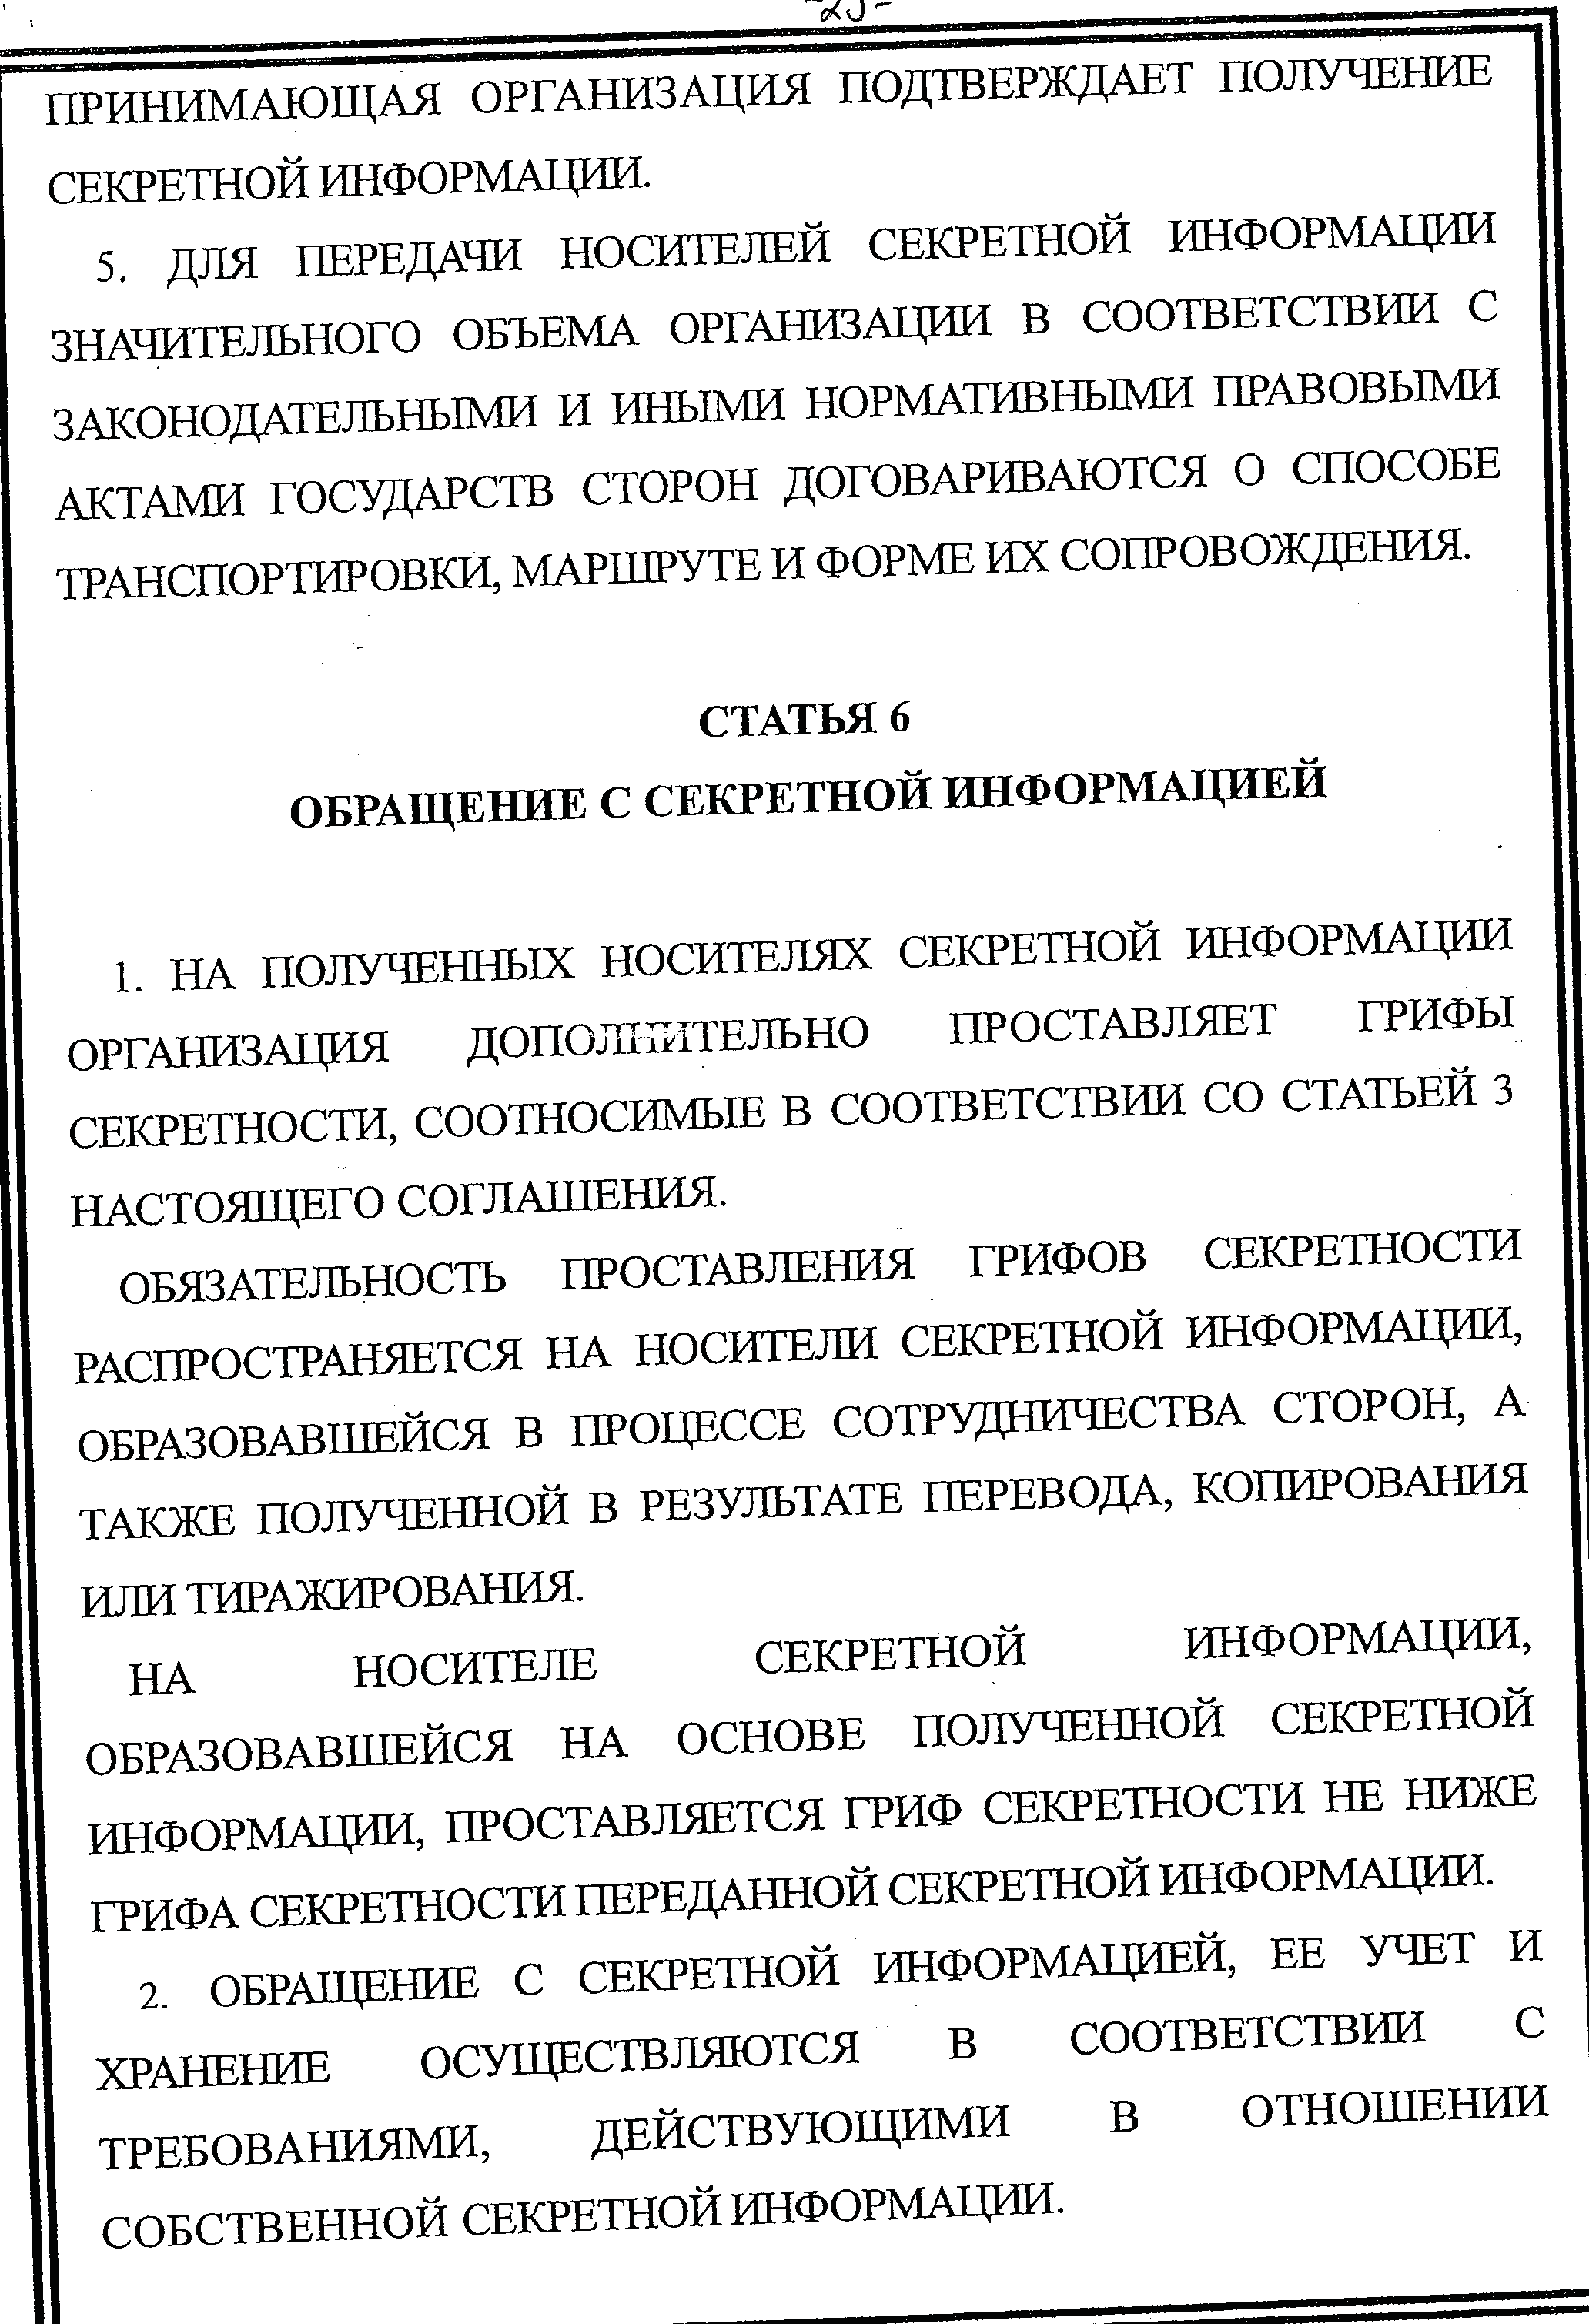 ПРИНИМАЮЩАЯ ОРГАНИЗАЦИЯ ПОДТВЕРЖДАЕТ ПОЛУЧЕНИЕ
СЕКРЕТНОЙ ИНФОРМАЦИИ.
5. ДЛЯ ПЕРЕДАЧИ НОСИТЕЛЕЙ СЕКРЕТНОЙ ИНФОРМАЦИИ
ЗНАЧИТЕЛЬНОГО ОБЪЕМА ОРГАНИЗАЦИИ В СООТВЕТСТВИИ С
ЗАКОНОДАТЕЛЬНЫМИ И ИНЫМИ НОРМАТИВНЫМИ ПРАВОВЫМИ
АКТАМИ ГОСУДАРСТВ СТОРОН ДОГОВАРИВАЮТСЯ О СПОСОБЕ
ТРАНСПОРТИРОВКИ, МАРШРУТЕ И ФОРМЕ ИХ СОПРОВОЖДЕНИЯ.
СТАТЬЯ 6
ОБРАЩЕНИЕ С СЕКРЕТНОЙ ИНФОРМАЦИЕЙ
1. НА ПОЛУЧЕННЫХ НОСИТЕЛЯХ СЕКРЕТНОЙ ИНФОРМАЦИИ
ОРГАНИЗАЦИЯ ДОПОЛНИТЕЛЬНО ПРОСТАВЛЯЕТ ГРИФЫ
СЕКРЕТНОСТИ, СООТНОСИМЫЕ В СООТВЕТСТВИИ СО СТАТЬЕЙ 3
НАСТОЯЩЕГО СОГЛАШЕНИЯ.
ОБЯЗАТЕЛЬНОСТЬ ПРОСТАВЛЕНИЯ ГРИФОВ СЕКРЕТНОСТИ
РАСПРОСТРАНЯЕТСЯ НА НОСИТЕЛИ СЕКРЕТНОЙ ИНФОРМАЦИИ,
ОБРАЗОВАВШЕЙСЯ В ПРОЦЕССЕ СОТРУДНИЧЕСТВА СТОРОН, А
ТАКЖЕ ПОЛУЧЕННОЙ В РЕЗУЛЬТАТЕ ПЕРЕВОДА, КОПИРОВАНИЯ
ИЛИ ТИРАЖИРОВАНИЯ.
НА НОСИТЕЛЕ СЕКРЕТНОЙ ИНФОРМАЦИИ,
ОБРАЗОВАВШЕЙСЯ НА ОСНОВЕ ПОЛУЧЕННОЙ СЕКРЕТНОЙ
ИНФОРМАЦИИ, ПРОСТАВЛЯЕТСЯ ГРИФ СЕКРЕТНОСТИ НЕ НИЖЕ
ГРИФА СЕКРЕТНОСТИ ПЕРЕДАННОЙ СЕКРЕТНОЙ ИНФОРМАЦИИ.
2. ОБРАЩЕНИЕ С СЕКРЕТНОЙ ИНФОРМАЦИЕЙ, ЕЕ УЧЕТ И
ХРАНЕНИЕ ОСУЩЕСТВЛЯЮТСЯ В СООТВЕТСТВИИ С
ТРЕБОВАНИЯМИ, ДЕЙСТВУЮЩИМИ В ОТНОШЕНИИ
СОБСТВЕННОЙ СЕКРЕТНОЙ ИНФОРМАЦИИ.